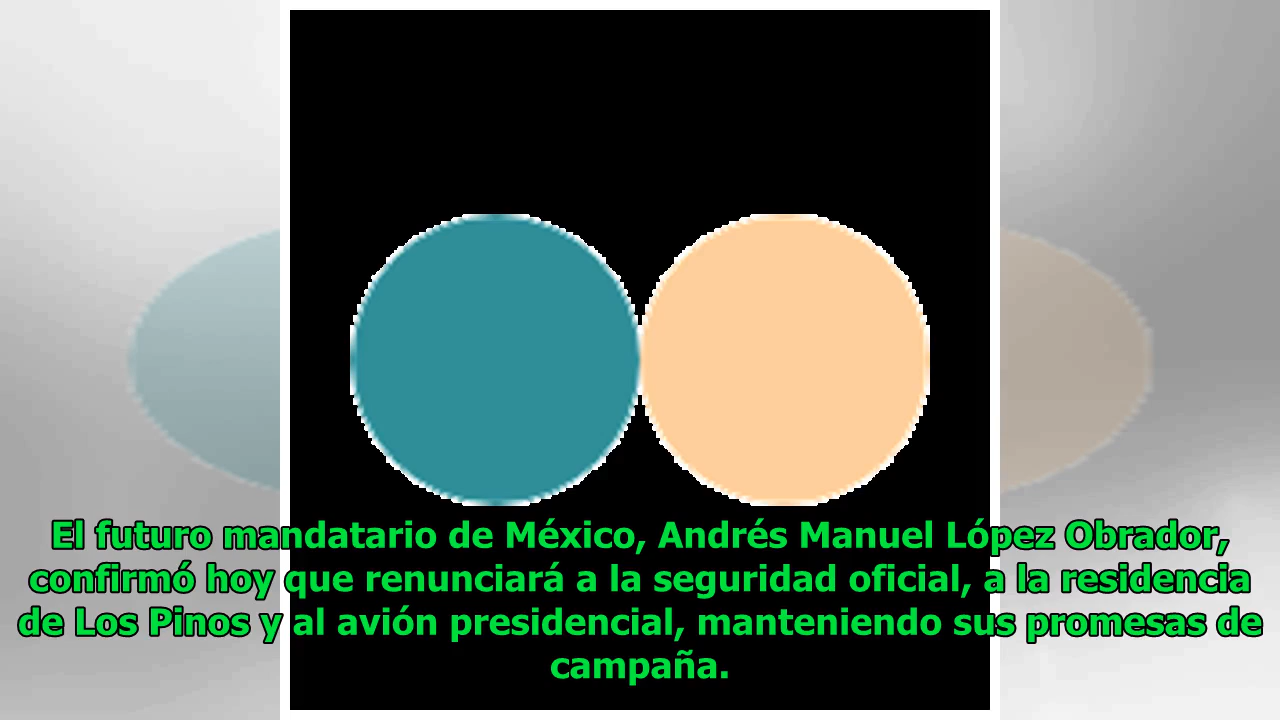 El futuro mandatario de México, Andrés Manuel López Obrador,
confirmó hoy que renunciará a la seguridad oficial, a la residencia
de Los Pinos y al avión presidencial, manteniendo sus promesas de
campaña.